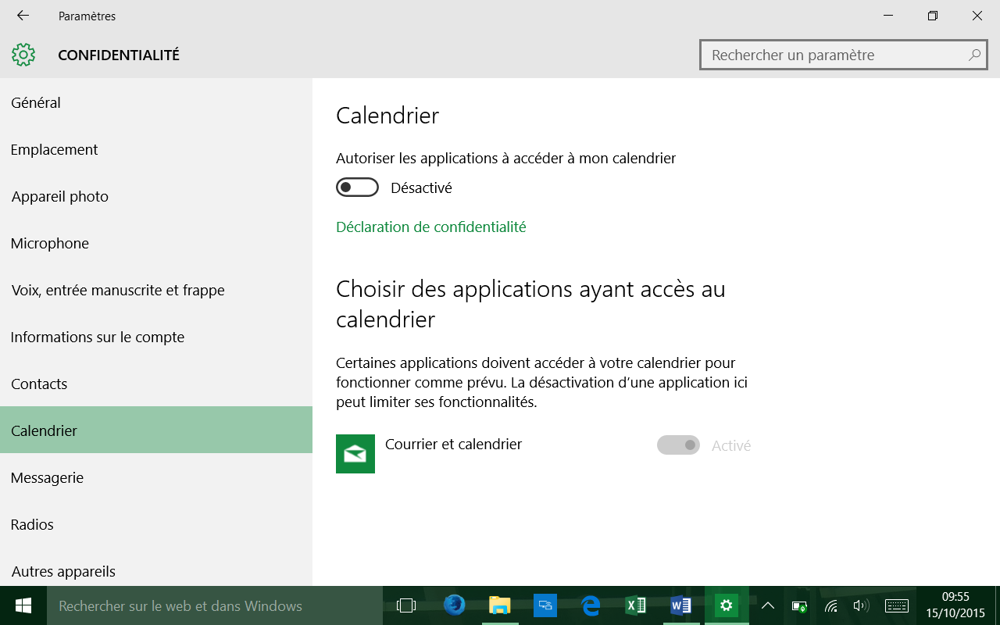 Paramètres
CONFIDENTIALITÉ
Rechercher un paramètre
Général
Emplacement
Appareil photo
Microphone
Voix, entrée manuscrite et frappe
Informations sur le compte
Contacts
Calendrier
Messagerie
Radios
Autres appareils
Calendrier
Autoriser les applications à accéder à mon calendrier
Désactivé
Déclaration de confidentialité
Choisir des applications ayant accès au
calendrier
Certaines applications doivent accéder à votre calendrier pour
fonctionner comme prévu. La désactivation d’une application ici
peut limiter ses fonctionnalités.
Courrier et calendrier
Activé
Rechercher sur le web et dans Windows
09:55
15/10/2015